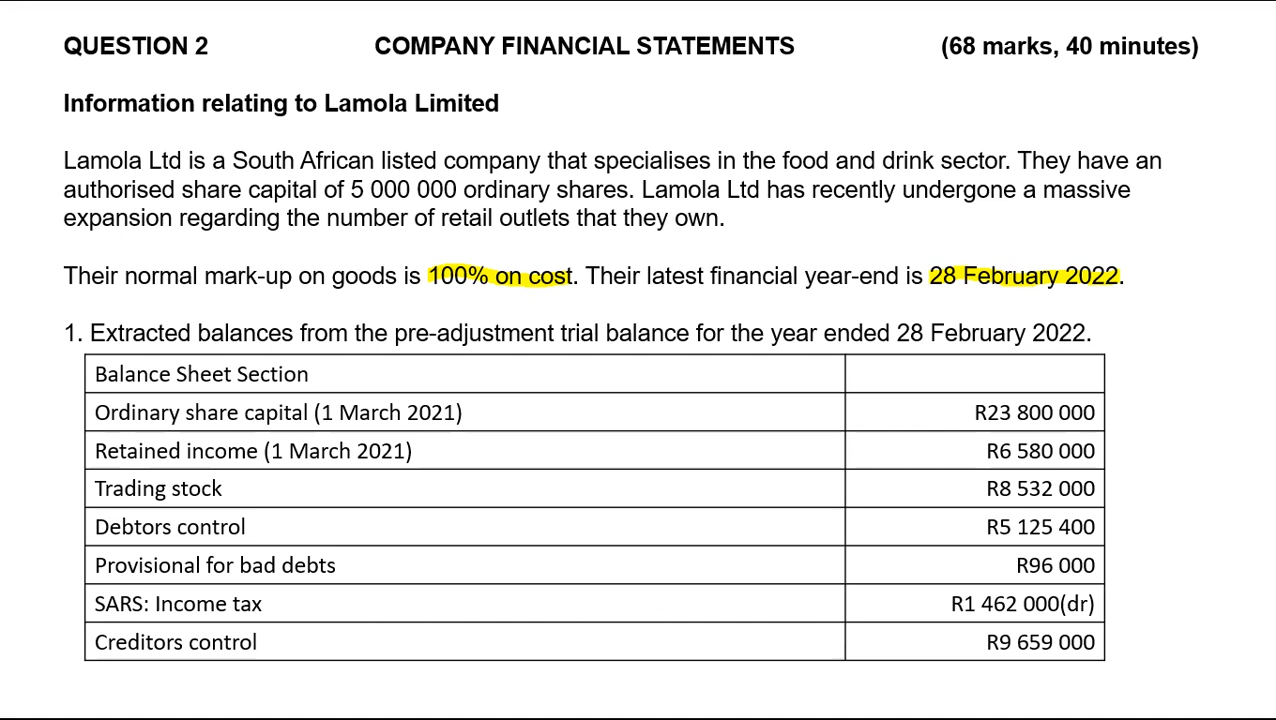 QUESTION 2 COMPANY FINANCIAL STATEMENTS (68 marks, 40 minutes)
Information relating to Lamola Limited
Lamola Ltd is a South African listed company that specialises in the food and drink sector. They have an
authorised share capital of 5 000 000 ordinary shares. Lamola Ltd has recently undergone a massive
expansion regarding the number of retail outlets that they own.
Their normal mark-up on goods is 100% on cost. Their latest financial year-end is 28 February 2022.
1. Extracted balances from the pre-adjustment trial balance for the year ended 28 February 2022.
Balance Sheet Section
Ordinary share capital (1 March 2021) R23 800 000
Retained income (1 March 2021) R6 580 000
Trading stock R8 532 000
Debtors control R5 125 400
Provisional for bad debts R96 000
SARS: Income tax R1 462 000(dr)
Creditors control R9 659 000